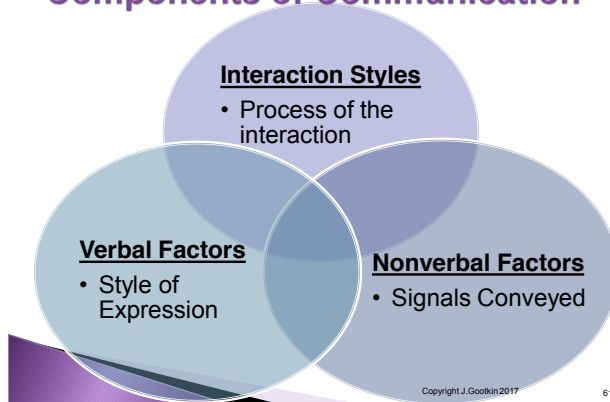 Components of Communication
Interaction Styles
• Process of the
interaction
Verbal Factors
• Style of
Expression
Nonverbal Factors
• Signals Conveyed
Copyright J.Gootkin 2017